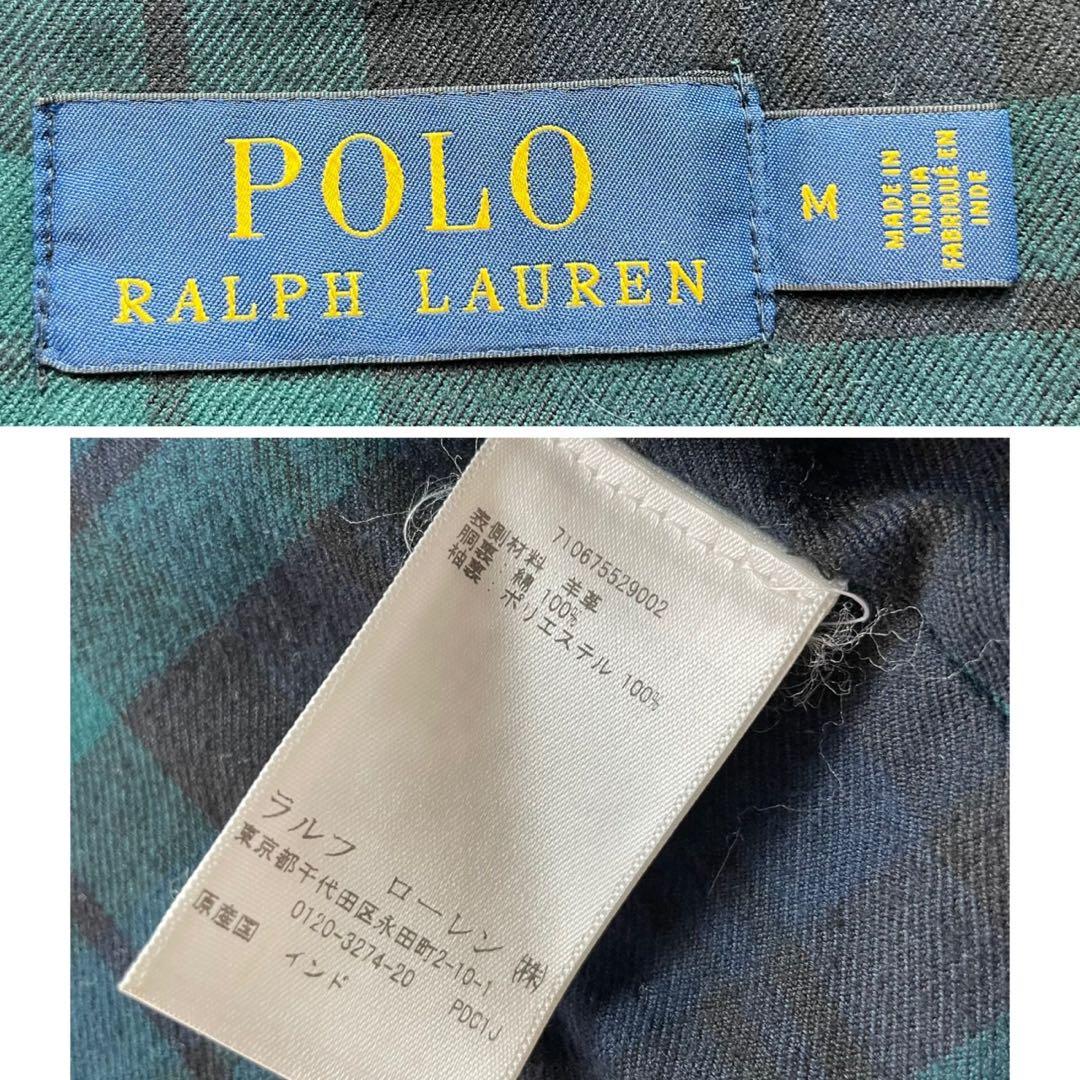 POLO
RALPH LAUREN
M
MADE IN
INDIA
FABRIQUÉ EN
INDE
710675529002
表側材料 羊革
胴裏 : 綿 100%
袖裏 : ポリエステル 100%
ラルフ ローレン ㈱
東京都千代田区永田町2-10-1
0120-3274-20
原産国 インド
PDC1J